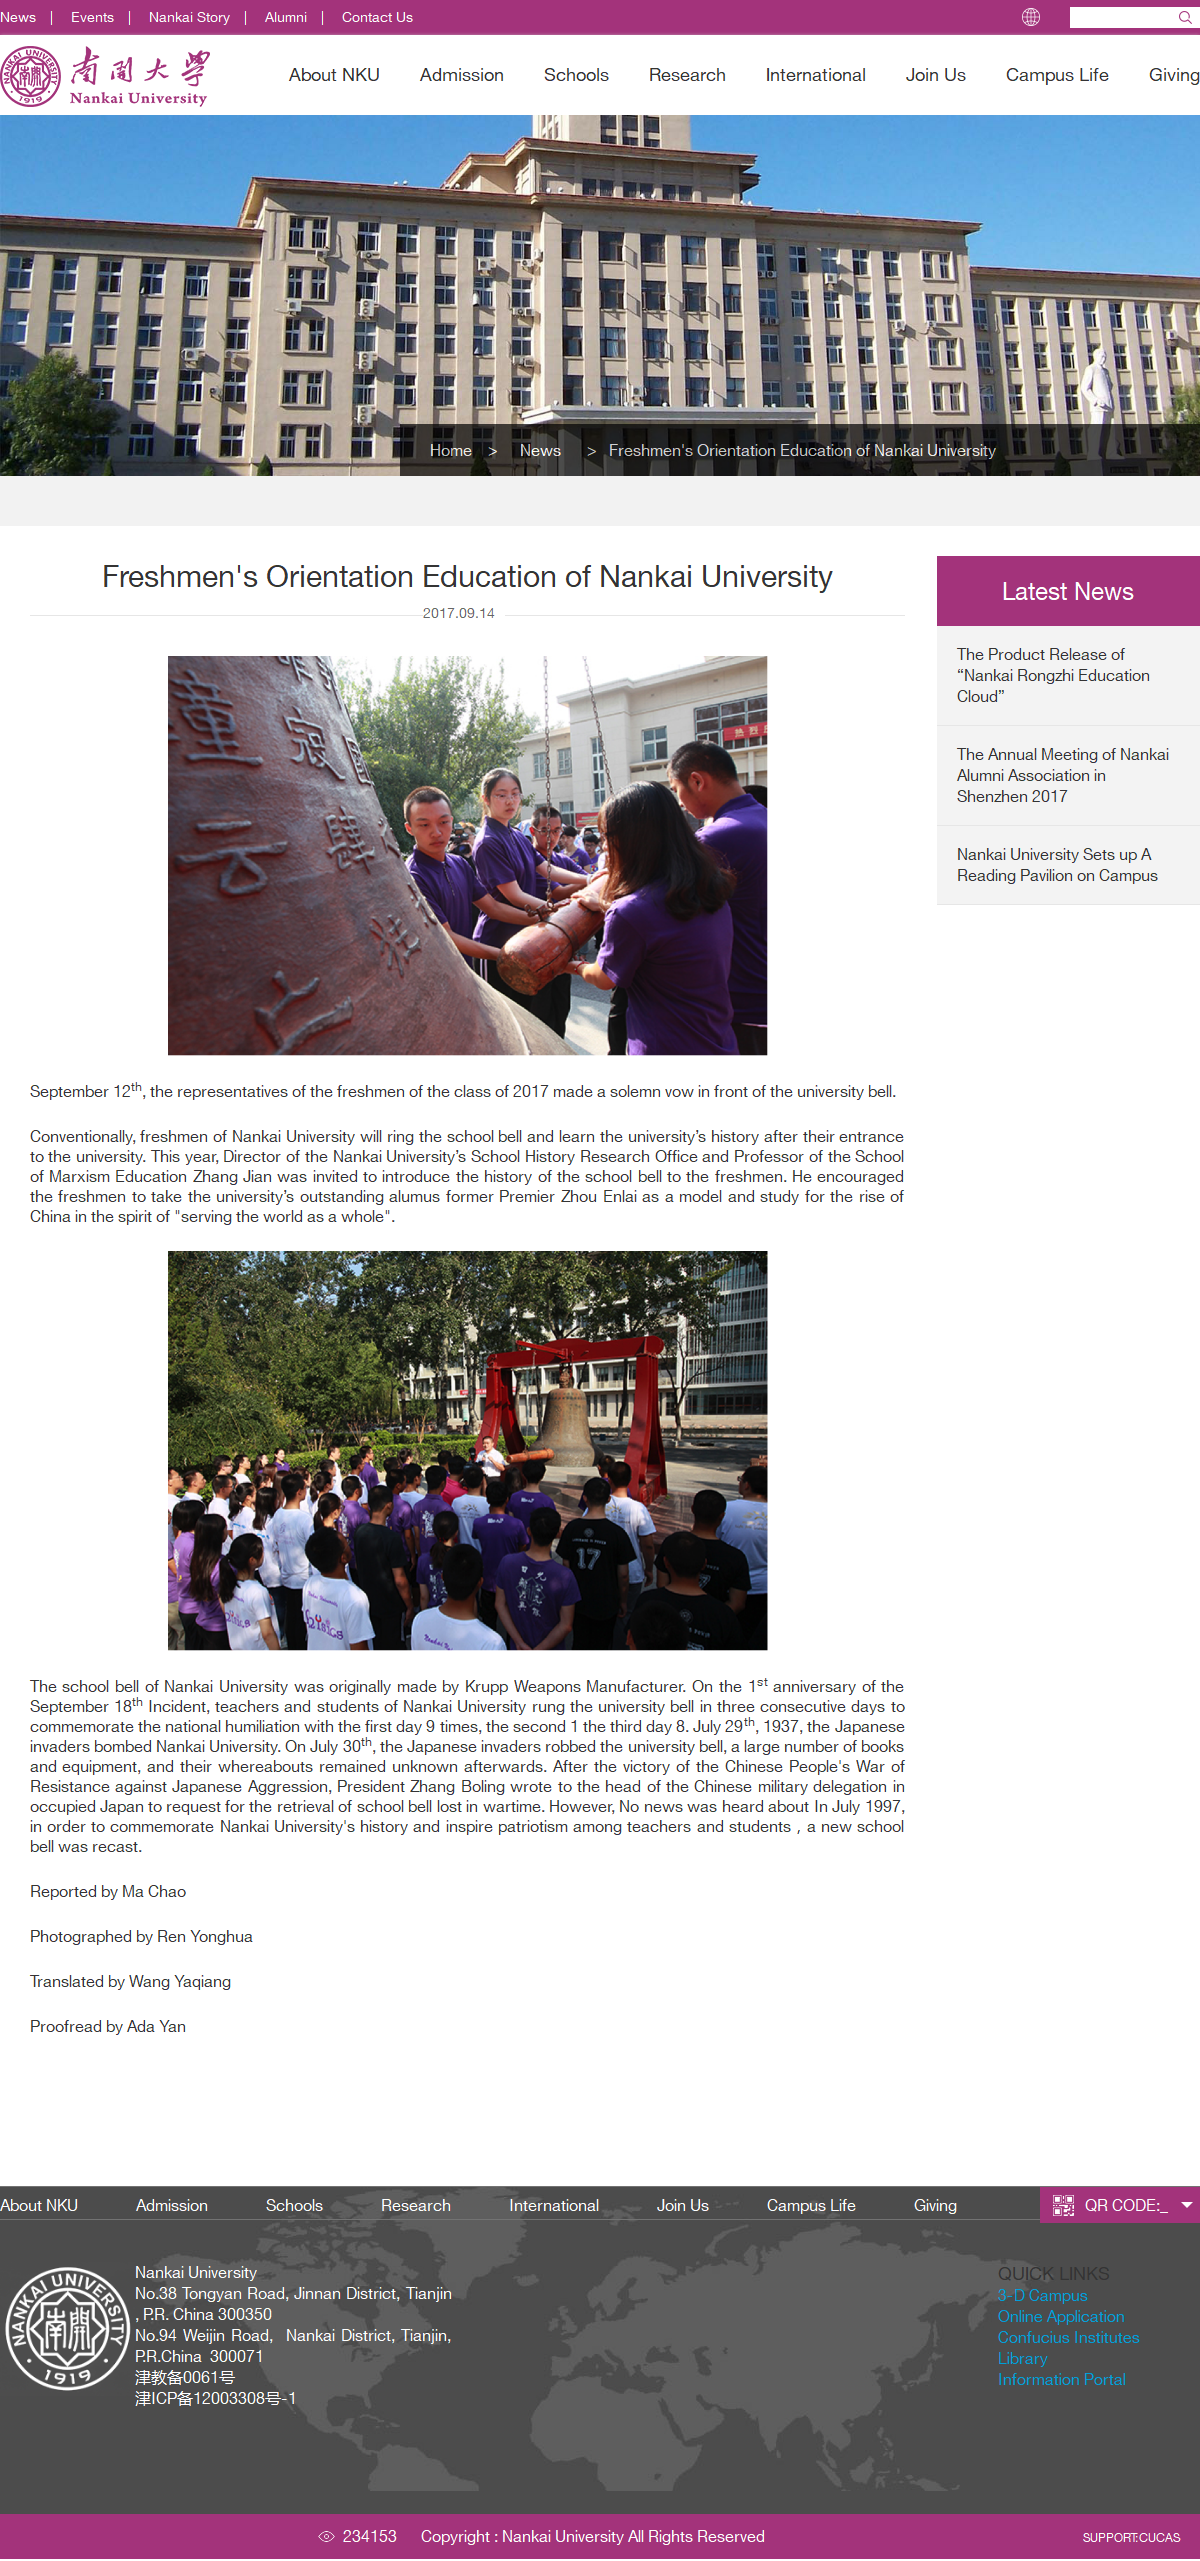 News | Events | Nankai Story | Alumni | Contact Us
南開大學
Nankai University
NANKAI UNIVERSITY
1919
About NKU Admission Schools Research International Join Us Campus Life Giving
Home > News > Freshmen's Orientation Education of Nankai University
Freshmen's Orientation Education of Nankai University
2017.09.14
September 12th, the representatives of the freshmen of the class of 2017 made a solemn vow in front of the university bell.
Conventionally, freshmen of Nankai University will ring the school bell and learn the university’s history after their entrance
to the university. This year, Director of the Nankai University’s School History Research Office and Professor of the School
of Marxism Education Zhang Jian was invited to introduce the history of the school bell to the freshmen. He encouraged
the freshmen to take the university’s outstanding alumus former Premier Zhou Enlai as a model and study for the rise of
China in the spirit of "serving the world as a whole".
17
The school bell of Nankai University was originally made by Krupp Weapons Manufacturer. On the 1st anniversary of the
September 18th Incident, teachers and students of Nankai University rung the university bell in three consecutive days to
commemorate the national humiliation with the first day 9 times, the second 1 the third day 8. July 29th, 1937, the Japanese
invaders bombed Nankai University. On July 30th, the Japanese invaders robbed the university bell, a large number of books
and equipment, and their whereabouts remained unknown afterwards. After the victory of the Chinese People's War of
Resistance against Japanese Aggression, President Zhang Boling wrote to the head of the Chinese military delegation in
occupied Japan to request for the retrieval of school bell lost in wartime. However, No news was heard about In July 1997,
in order to commemorate Nankai University's history and inspire patriotism among teachers and students , a new school
bell was recast.
Reported by Ma Chao
Photographed by Ren Yonghua
Translated by Wang Yaqiang
Proofread by Ada Yan
Latest News
The Product Release of
“Nankai Rongzhi Education
Cloud”
The Annual Meeting of Nankai
Alumni Association in
Shenzhen 2017
Nankai University Sets up A
Reading Pavilion on Campus
About NKU Admission Schools Research International Join Us Campus Life Giving QR CODE:_
NANKAI UNIVERSITY
南開
1919
Nankai University
No.38 Tongyan Road, Jinnan District, Tianjin
, P.R. China 300350
No.94 Weijin Road, Nankai District, Tianjin,
P.R.China 300071
津教备0061号
津ICP备12003308号-1
QUICK LINKS
3-D Campus
Online Application
Confucius Institutes
Library
Information Portal
234153 Copyright : Nankai University All Rights Reserved SUPPORT:CUCAS